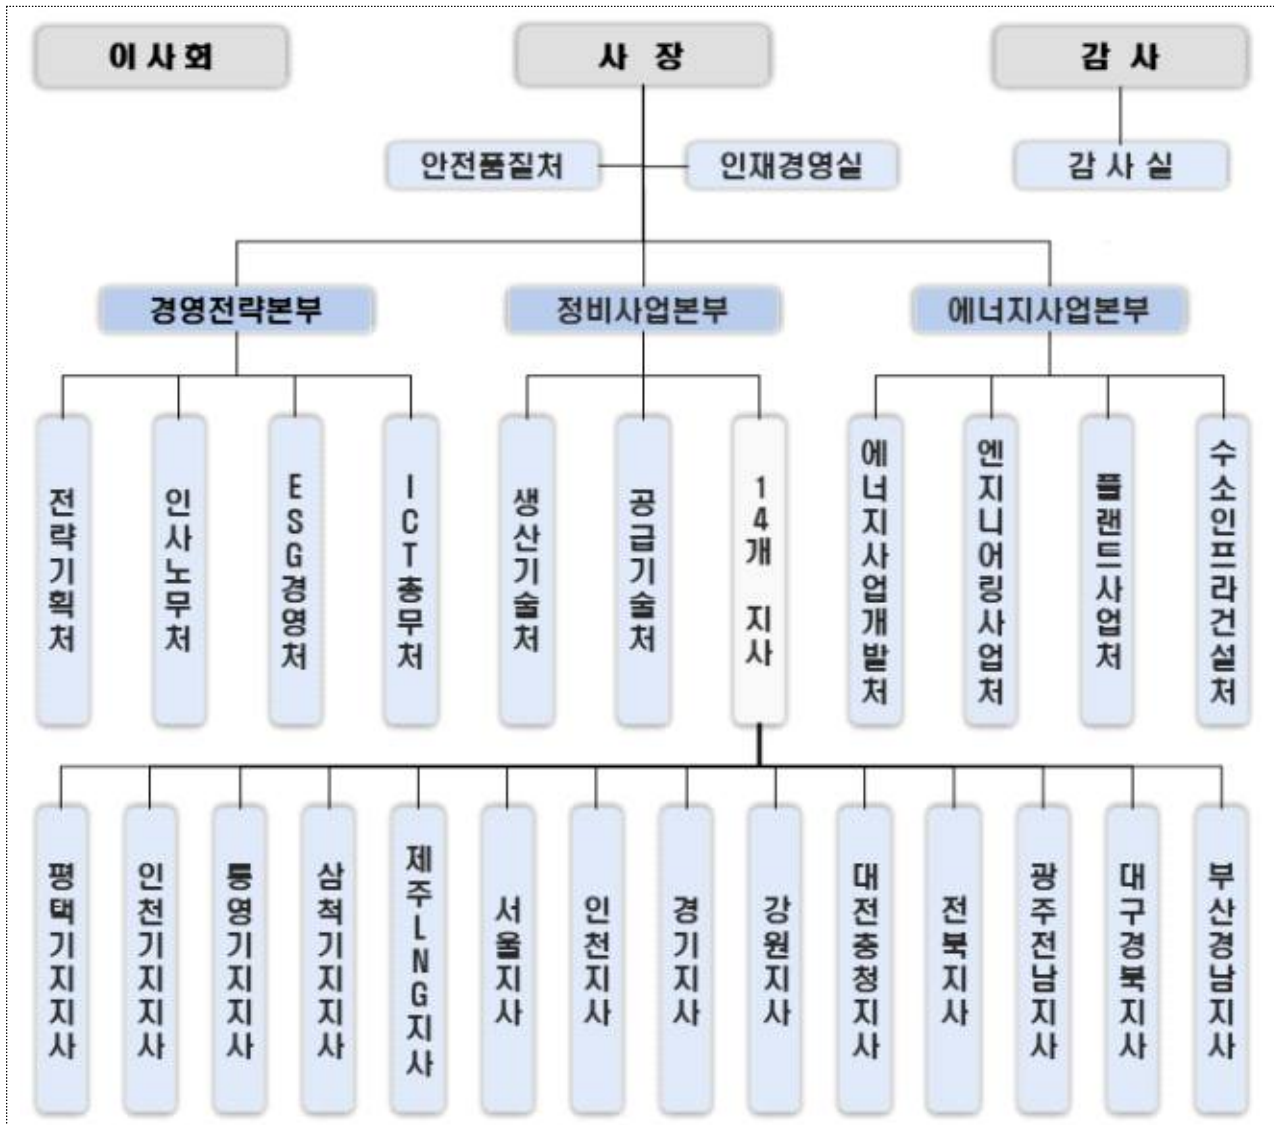 이 사 회
사 장
감 사
안전품질처
인재경영실
감 사 실
경영전략본부
정비사업본부
에너지사업본부
전략기획처
인사노무처
ESG경영처
ICT총무처
생산기술처
공급기술처
14개 지사
에너지사업개발처
엔지니어링사업처
플랜트사업처
수소인프라건설처
평택기지지사
인천기지지사
통영기지지사
삼척기지지사
제주LNG지사
서울지사
인천지사
경기지사
강원지사
대전충청지사
전북지사
광주전남지사
대구경북지사
부산경남지사